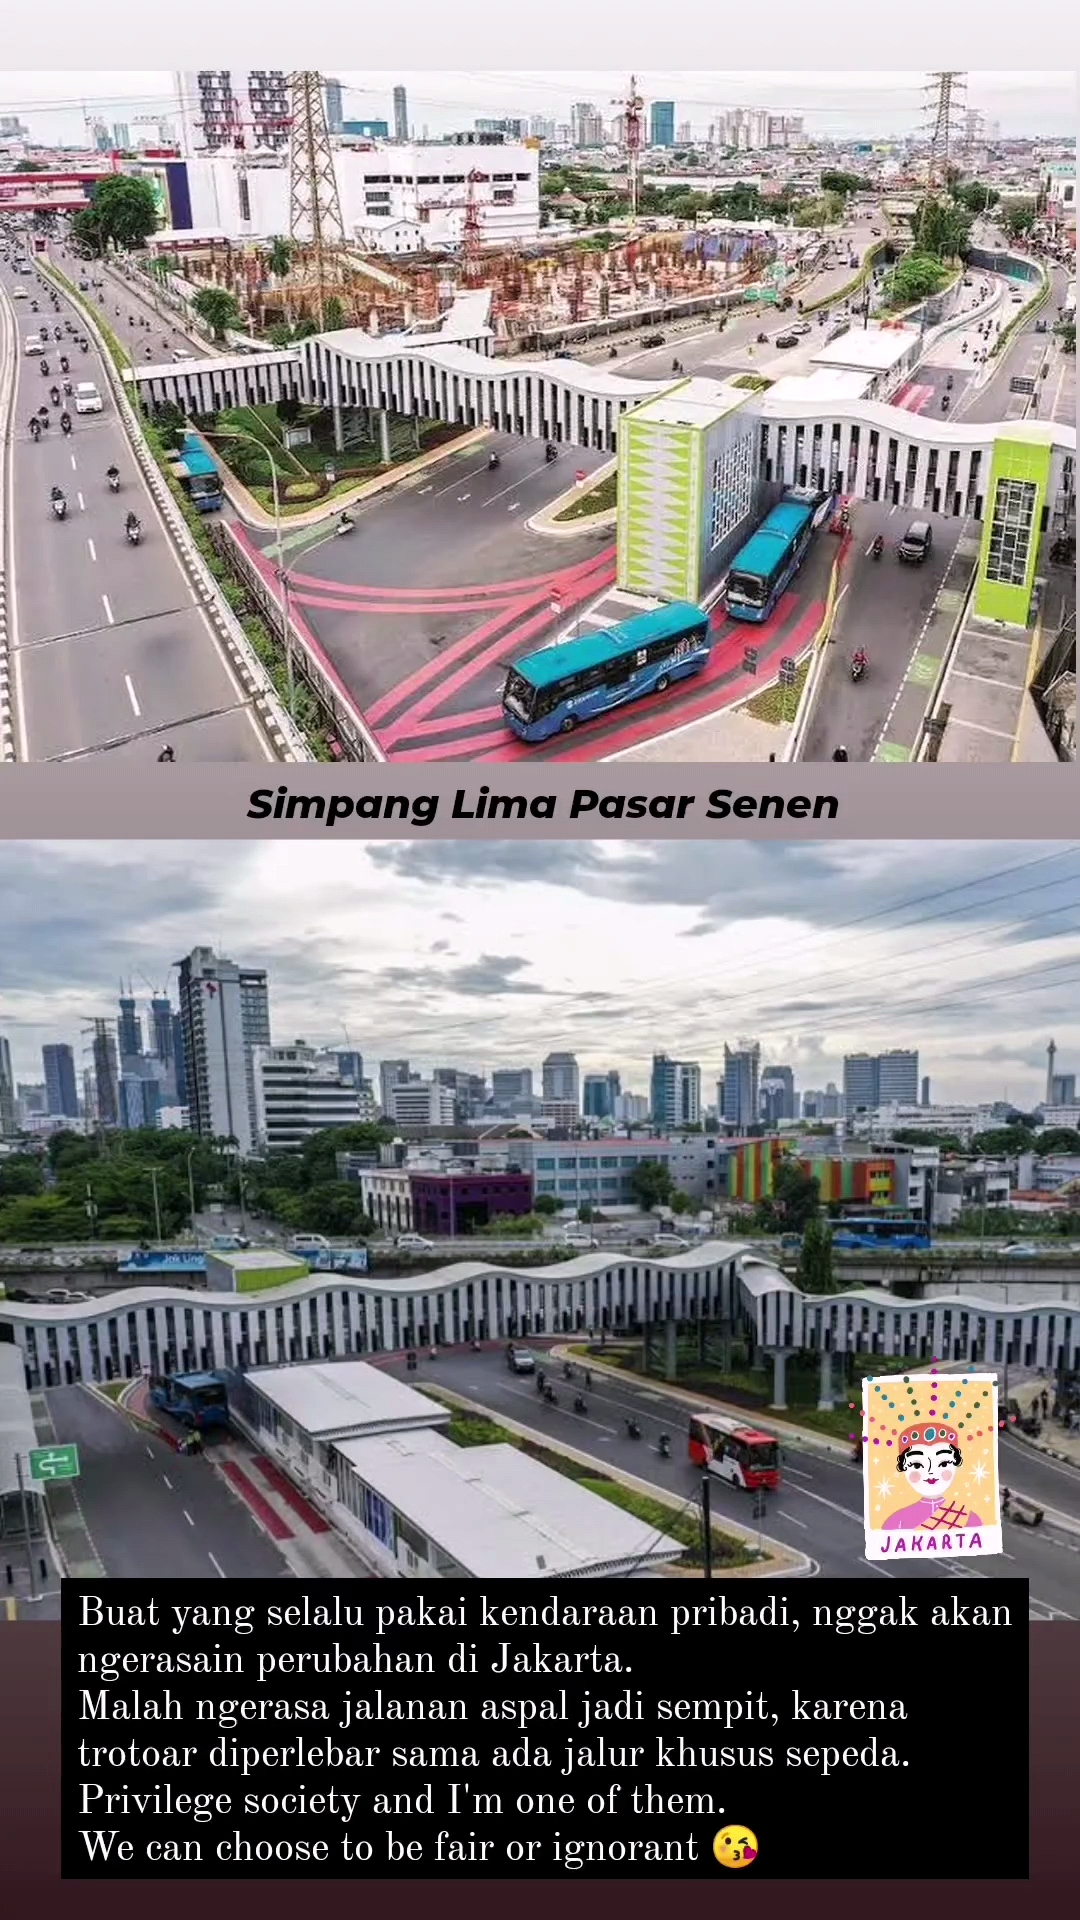 Simpang Lima Pasar Senen
Jak Ling
JAKARTA
Buat yang selalu pakai kendaraan pribadi, nggak akan
ngerasain perubahan di Jakarta.
Malah ngerasa jalanan aspal jadi sempit, karena
trotoar diperlebar sama ada jalur khusus sepeda.
Privilege society and I'm one of them.
We can choose to be fair or ignorant 😘